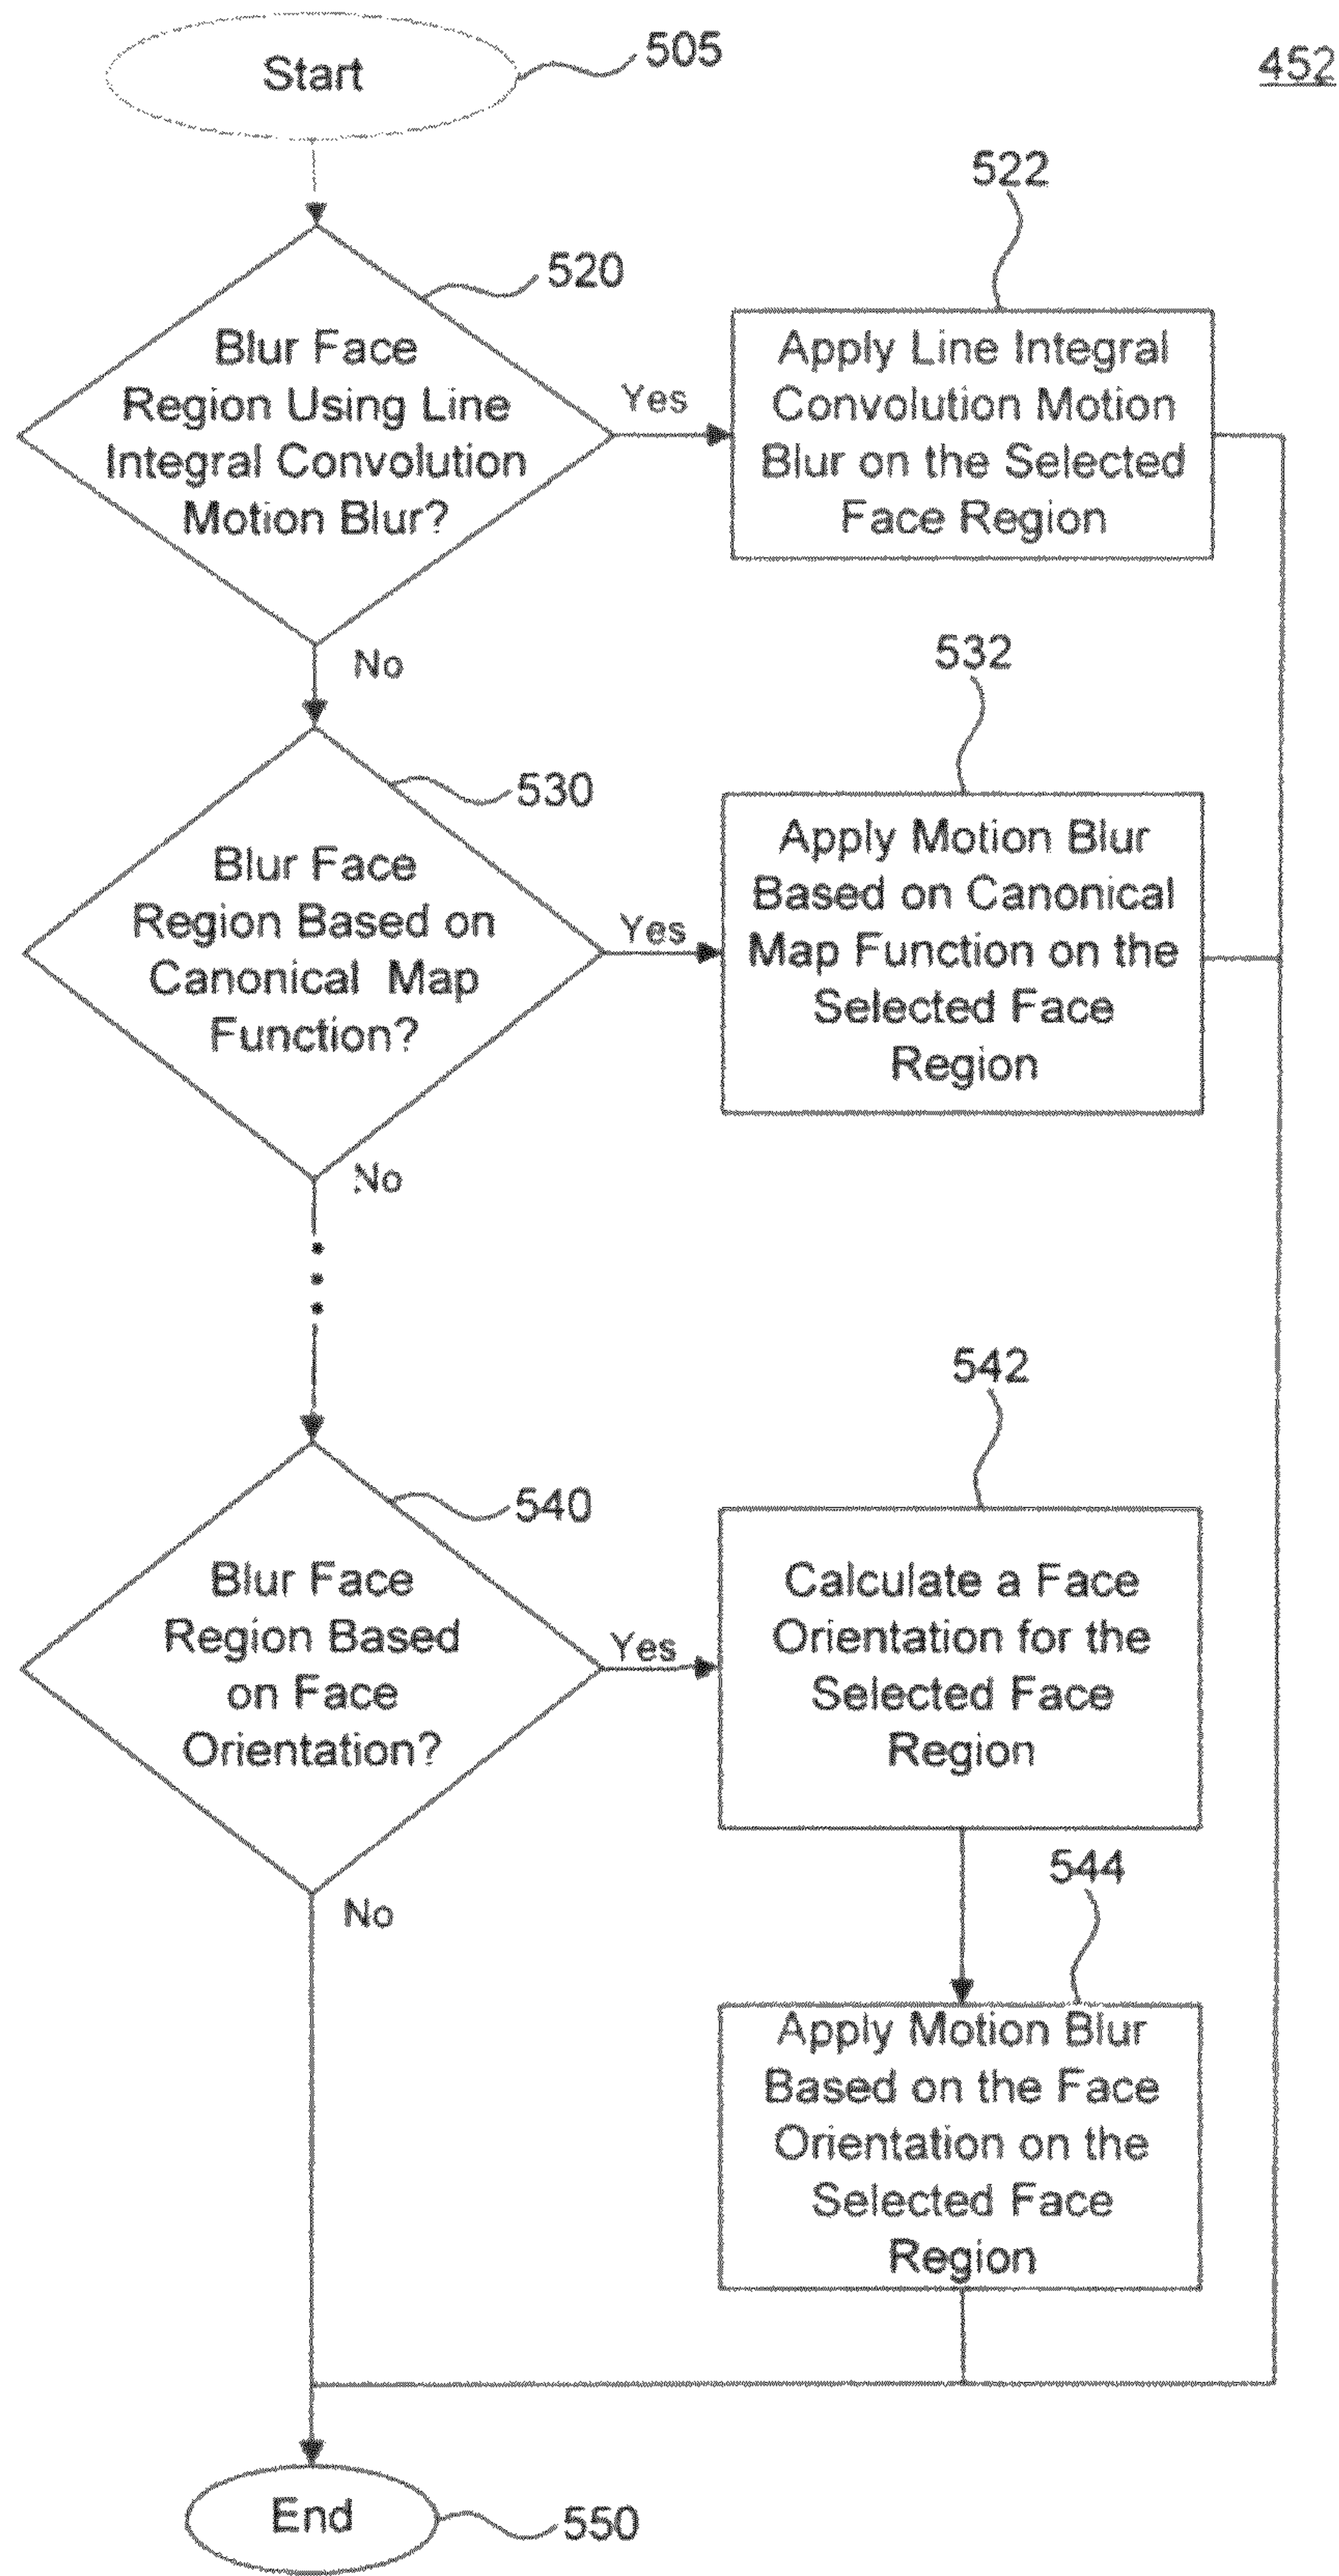 Start
505
452
520
Blur Face
Region Using Line
Integral Convolution
Motion Blur?
Yes
522
Apply Line Integral
Convolution Motion
Blur on the Selected
Face Region
No
530
Blur Face
Region Based on
Canonical Map
Function?
Yes
532
Apply Motion Blur
Based on Canonical
Map Function on the
Selected Face
Region
No
540
Blur Face
Region Based
on Face
Orientation?
Yes
542
Calculate a Face
Orientation for the
Selected Face
Region
No
544
Apply Motion Blur
Based on the Face
Orientation on the
Selected Face
Region
End
550